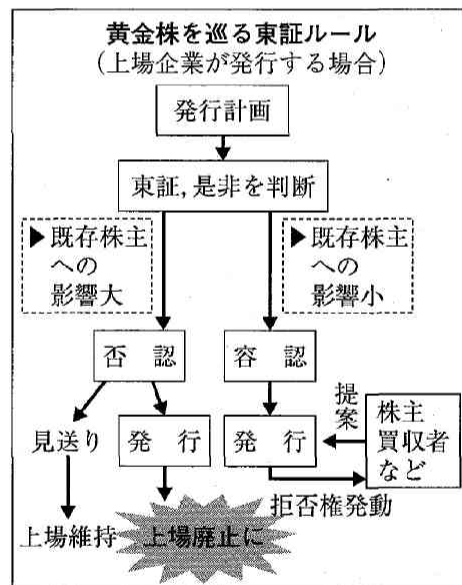 黄金株を巡る東証ルール
(上場企業が発行する場合)
発行計画
東証,是非を判断
▶既存株主
への
影響大
▶既存株主
への
影響小
否 認
容 認
見送り
発 行
発 行
提案
株主
買収者
など
拒否権発動
上場維持
上場廃止に